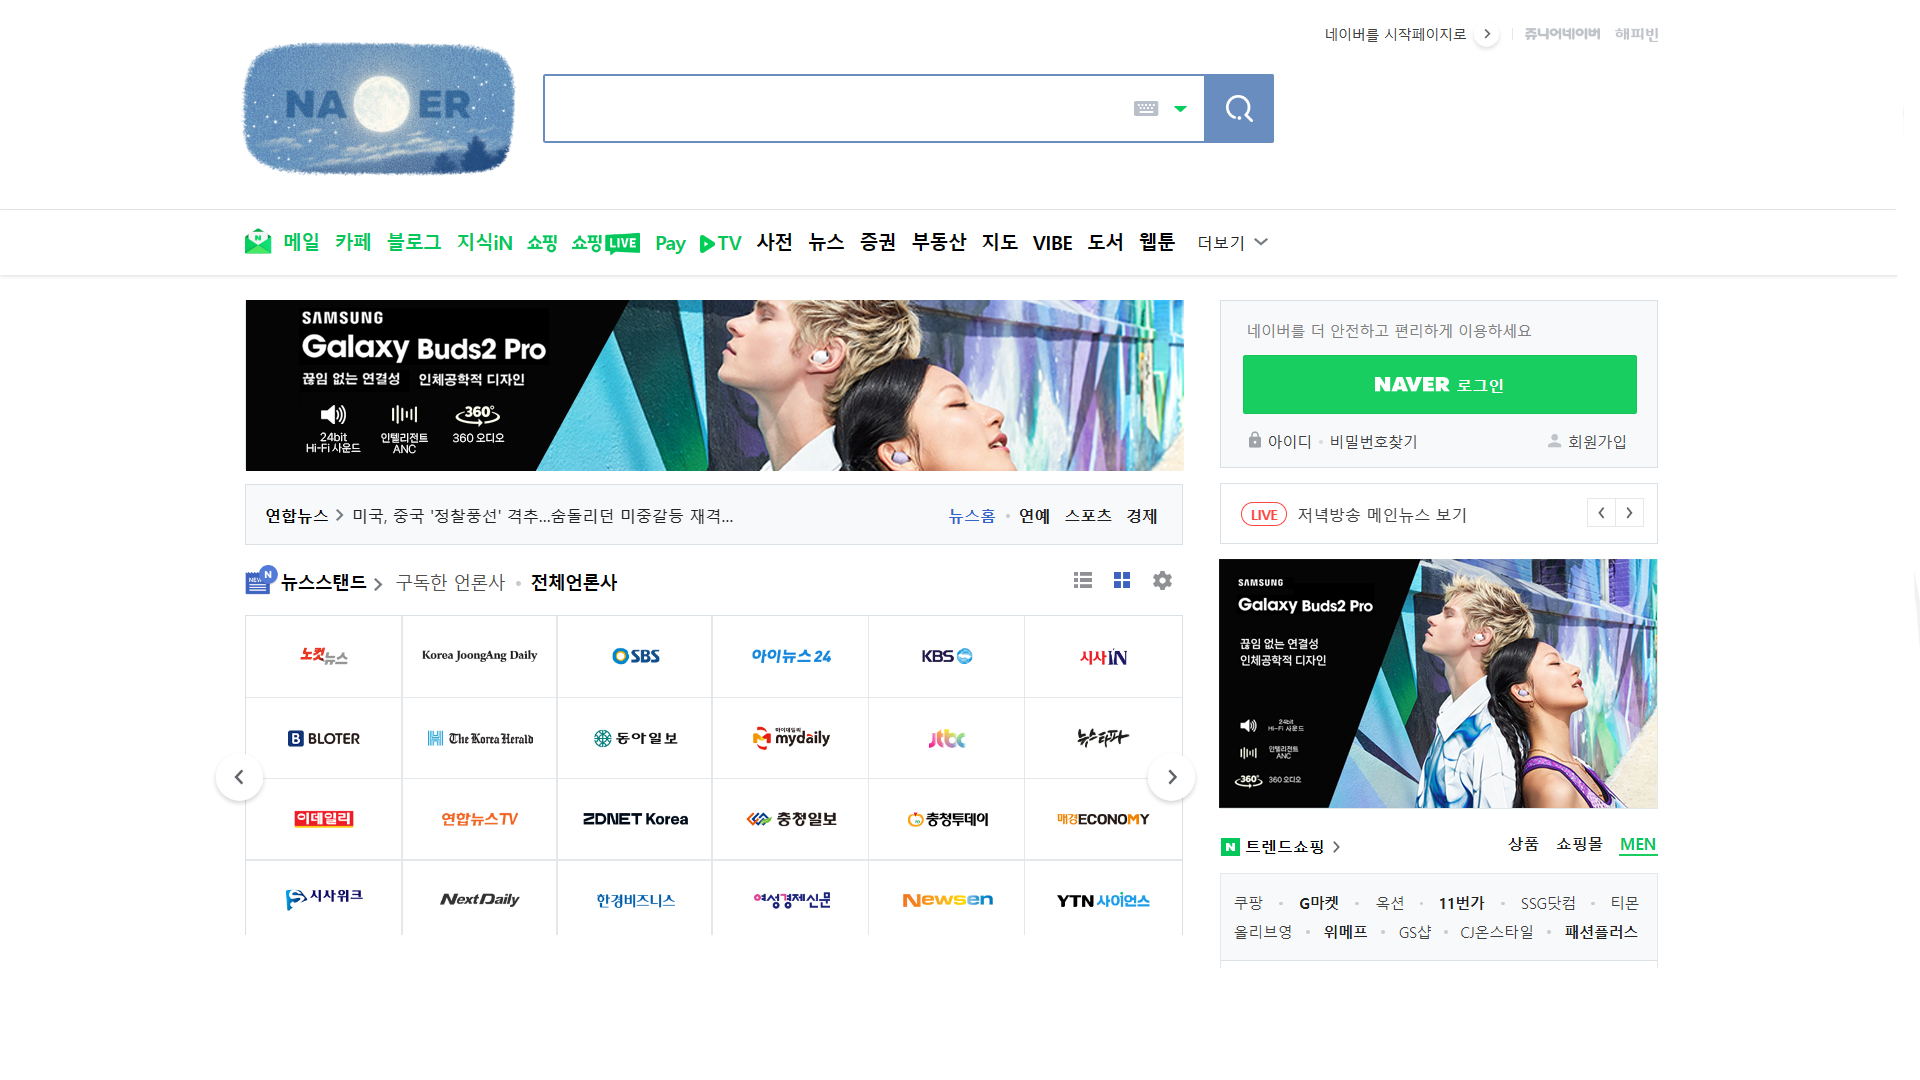 네이버를 시작페이지로
쥬니어네이버 해피빈
NA ER
메일 카페 블로그 지식iN 쇼핑 쇼핑LIVE Pay TV 사전 뉴스 증권 부동산 지도 VIBE 도서 웹툰 더보기
SAMSUNG
Galaxy Buds2 Pro
끊임 없는 연결성 인체공학적 디자인
360°
24bit
Hi-Fi 사운드
인텔리전트
ANC
360 오디오
네이버를 더 안전하고 편리하게 이용하세요
NAVER 로그인
아이디 비밀번호찾기 회원가입
연합뉴스 미국, 중국 '정찰풍선' 격추...숨돌리던 미중갈등 재격...
뉴스홈 연예 스포츠 경제
LIVE 저녁방송 메인뉴스 보기
NEWS N 뉴스스탠드 구독한 언론사 전체언론사
노컷뉴스 Korea JoongAng Daily SBS 아이뉴스24 KBS 시사IN
B BLOTER The Korea Herald 동아일보 마이데일리 mydaily jtbc 뉴스타파
이데일리 연합뉴스TV ZDNET Korea 충청일보 충청투데이 매경ECONOMY
시사위크 Next Daily 한경비즈니스 여성경제신문 Newsen YTN 사이언스
SAMSUNG
Galaxy Buds2 Pro
끊임 없는 연결성
인체공학적 디자인
24bit
Hi-Fi 사운드
인텔리전트
ANC
360° 360 오디오
N 트렌드쇼핑 상품 쇼핑몰 MEN
쿠팡 G마켓 옥션 11번가 SSG닷컴 티몬
올리브영 위메프 GS샵 CJ온스타일 패션플러스